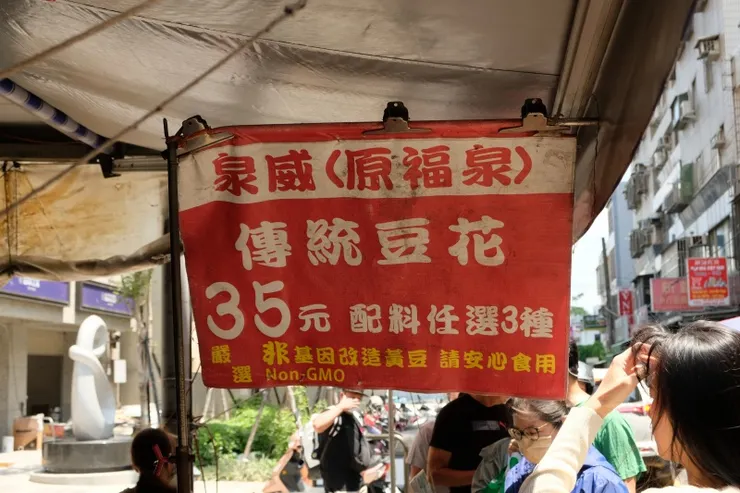 泉威(原福泉)
傳統豆花
35元 配料任選3種
嚴選 非基因改造黃豆 請安心食用
Non-GMO